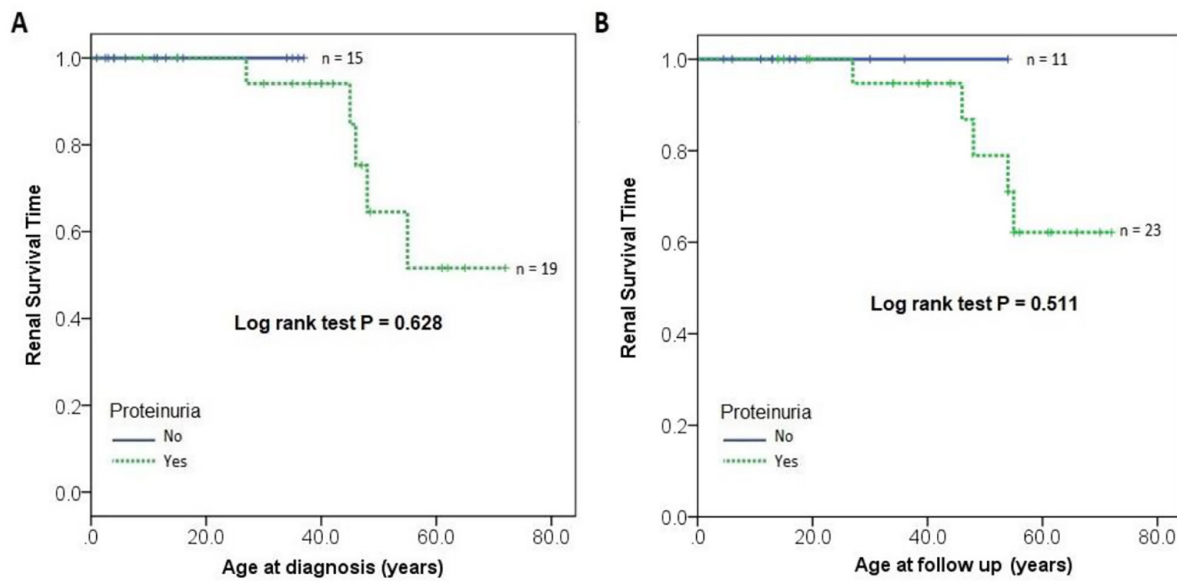 A
Renal Survival Time
1.0
0.8
0.6
0.4
0.2
0.0
n = 15
n = 19
Log rank test P = 0.628
Proteinuria
No
Yes
.0
20.0
40.0
60.0
80.0
Age at diagnosis (years)
B
Renal Survival Time
1.0
0.8
0.6
0.4
0.2
0.0
n = 11
n = 23
Log rank test P = 0.511
Proteinuria
No
Yes
.0
20.0
40.0
60.0
80.0
Age at follow up (years)